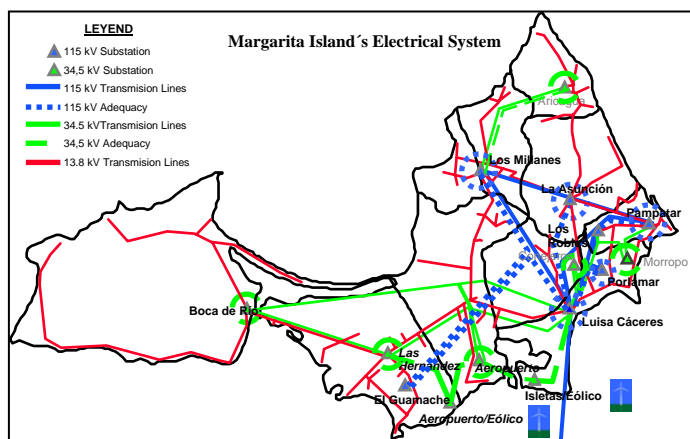 LEGEND
Margarita Island´s Electrical System
115 kV Substation
34,5 kV Substation
115 kV Transmision Lines
115 kV Adequacy
34.5 kVTransmision Lines
34,5 kV Adequacy
13.8 kV Transmision Lines
Aricagua
Los Millanes
La Asunción
Pampatar
Los
Robles
Morropo
Porlamar
Boca de Río
Luisa Cáceres
Las
Hernández
Aeropuerto
El Guamache
Isletas/Eólico
Aeropuerto/Eólico